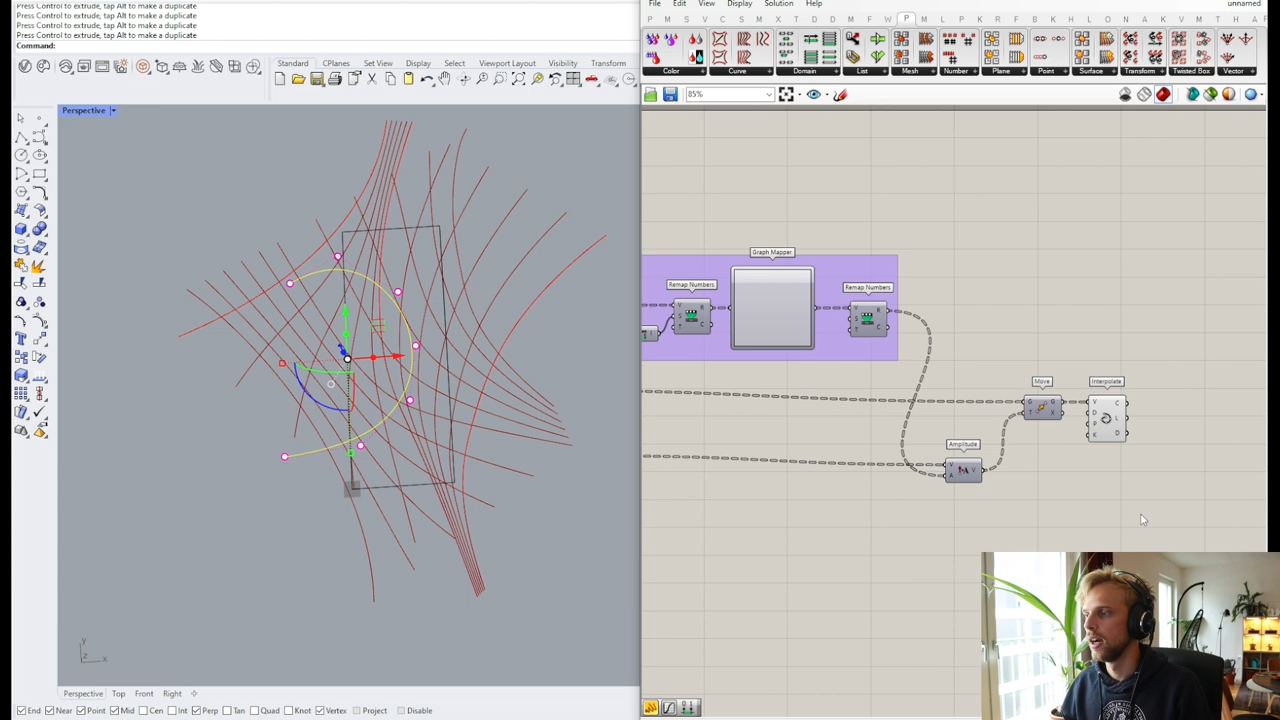 Press Control to extrude, tap Alt to make a duplicate
Press Control to extrude, tap Alt to make a duplicate
Press Control to extrude, tap Alt to make a duplicate
Press Control to extrude, tap Alt to make a duplicate
Command:
Standard CPlanes Set View Display Select Viewport Layout Visibility Transform
Perspective
y
z x
Perspective Top Front Right
End Near Point Mid Cen Int Perp Tan Quad Knot Vertex Project Disable
File Edit View Display Solution Help unnamed
P M S V C S M I D D K M F W A P M L P K E R B F O N T E H A
Color Curve Domain List Mesh Number Plane Point Surface Transform Twisted Box Vector
85%
Graph Mapper
Remap Numbers
V S T R C
Remap Numbers
V S T R C
Move
G T G X
Interpolate
V D P K C L D
Amplitude
V A V